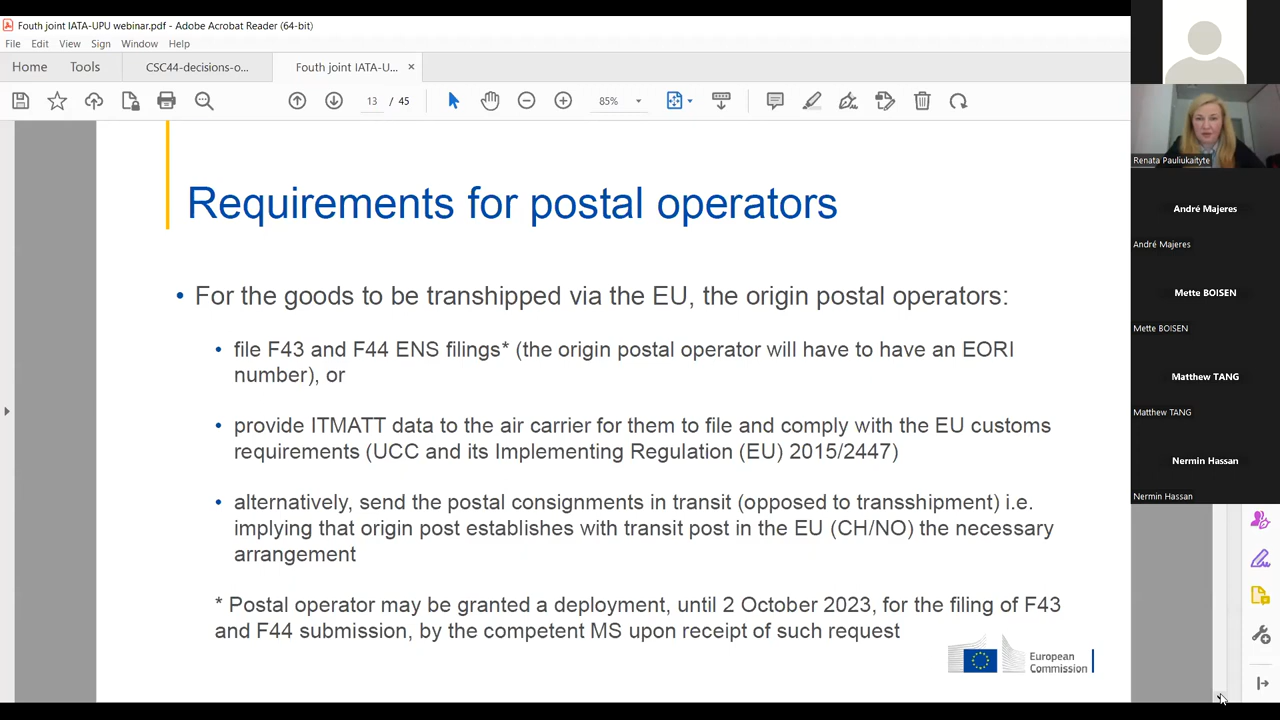 Fouth joint IATA-UPU webinar.pdf - Adobe Acrobat Reader (64-bit)
File Edit View Sign Window Help
Home Tools CSC44-decisions-o... Fouth joint IATA-U... ×
13 / 45 85%
Requirements for postal operators
• For the goods to be transhipped via the EU, the origin postal operators:
• file F43 and F44 ENS filings* (the origin postal operator will have to have an EORI
number), or
• provide ITMATT data to the air carrier for them to file and comply with the EU customs
requirements (UCC and its Implementing Regulation (EU) 2015/2447)
• alternatively, send the postal consignments in transit (opposed to transshipment) i.e.
implying that origin post establishes with transit post in the EU (CH/NO) the necessary
arrangement
* Postal operator may be granted a deployment, until 2 October 2023, for the filing of F43
and F44 submission, by the competent MS upon receipt of such request
European
Commission
Renata Pauliukaityte
André Majeres
André Majeres
Mette BOISEN
Mette BOISEN
Matthew TANG
Matthew TANG
Nermin Hassan
Nermin Hassan